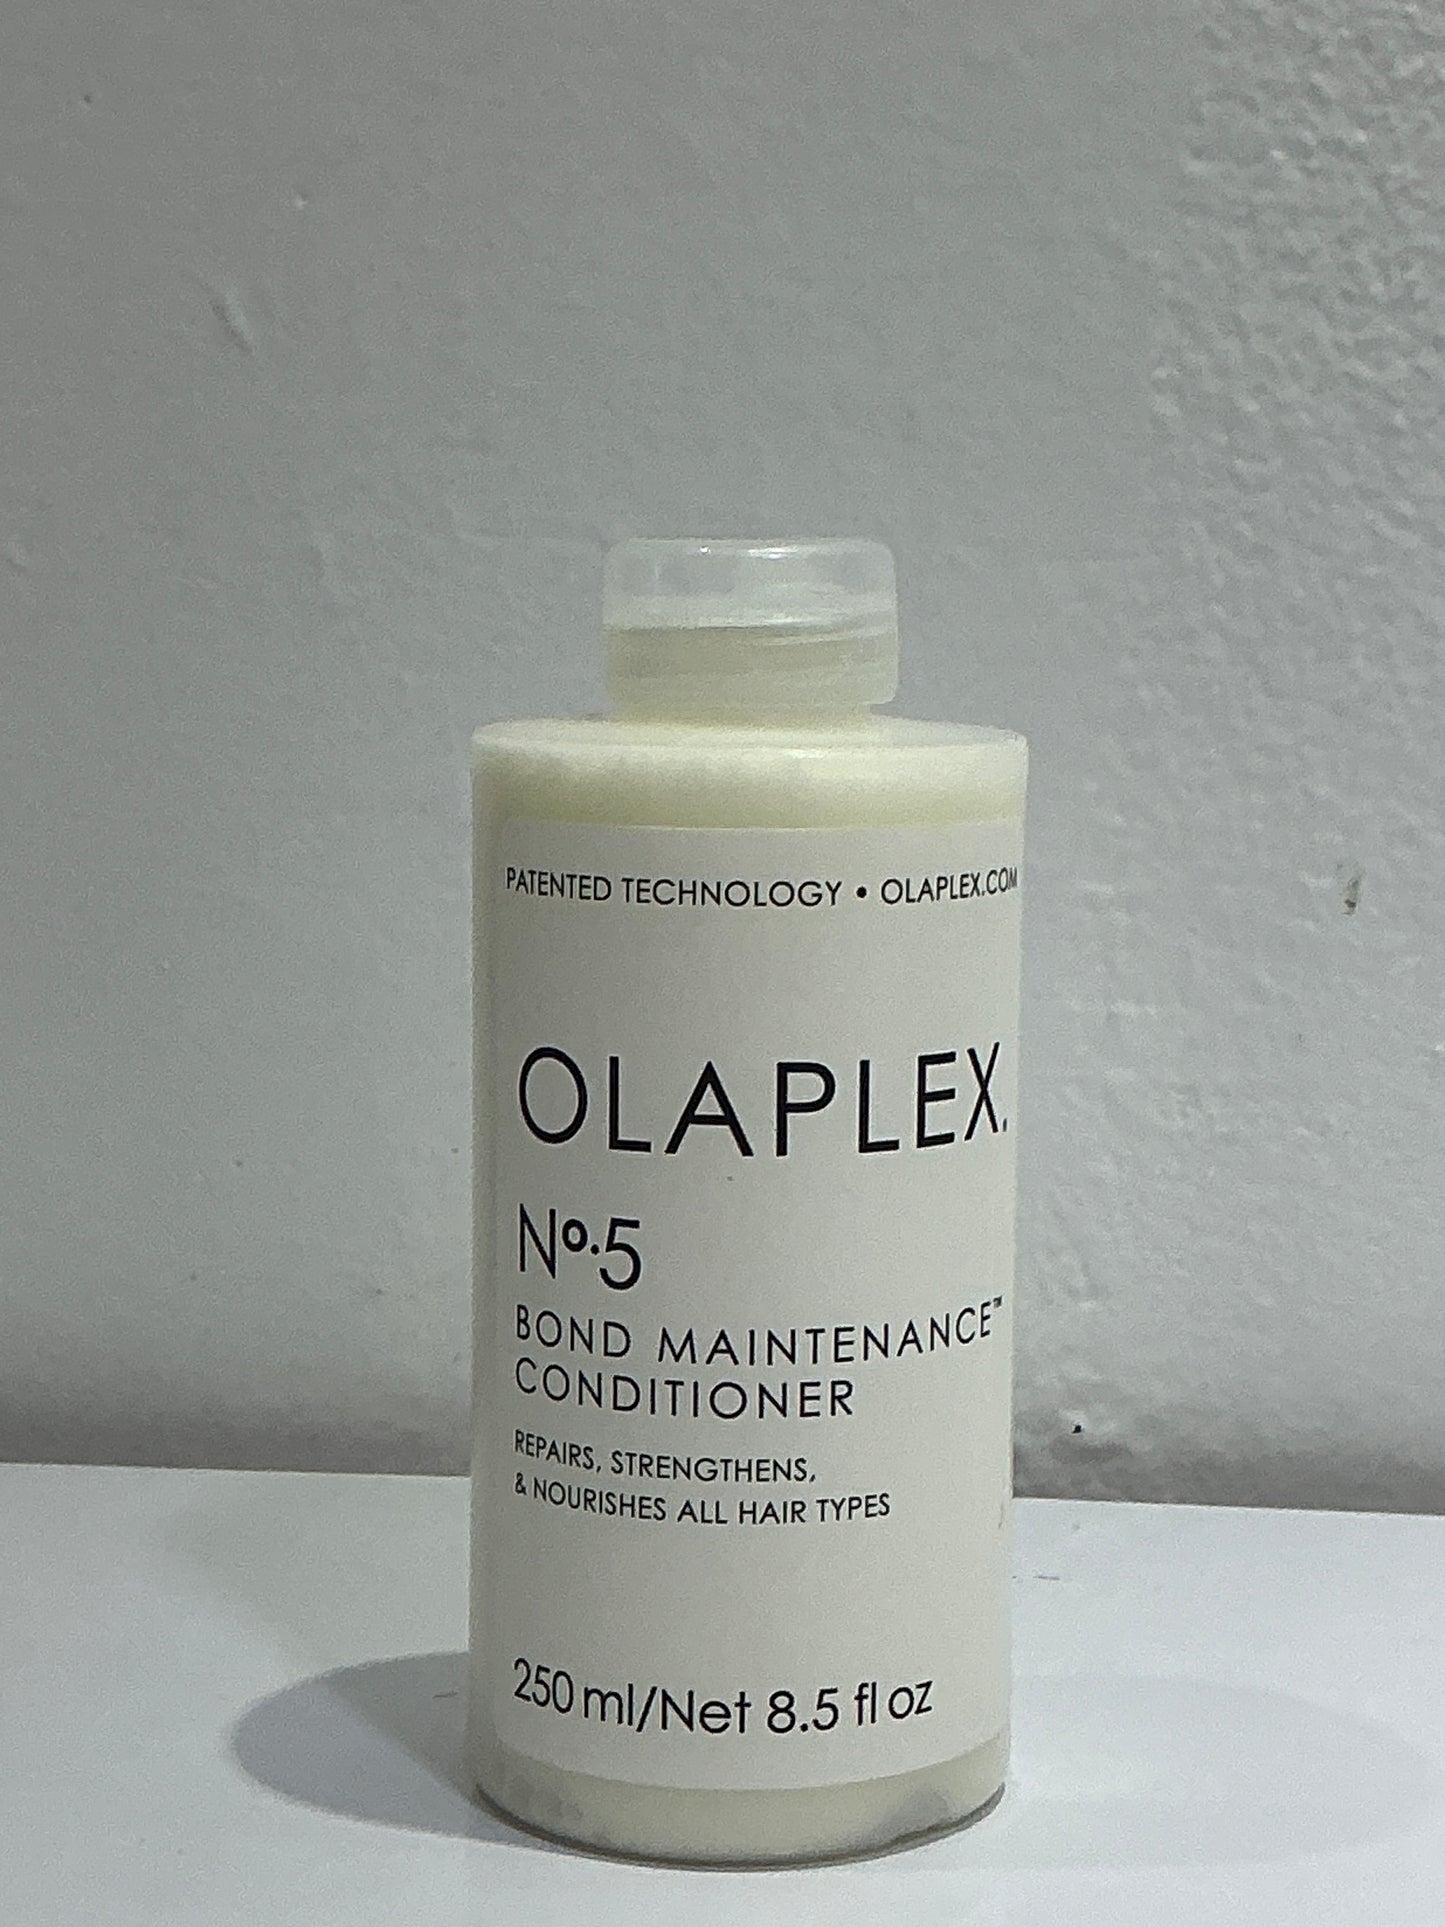 PATENTED TECHNOLOGY • OLAPLEX.COM
OLAPLEX.
Nº.5
BOND MAINTENANCE™
CONDITIONER
REPAIRS, STRENGTHENS,
& NOURISHES ALL HAIR TYPES
250 ml/Net 8.5 fl oz